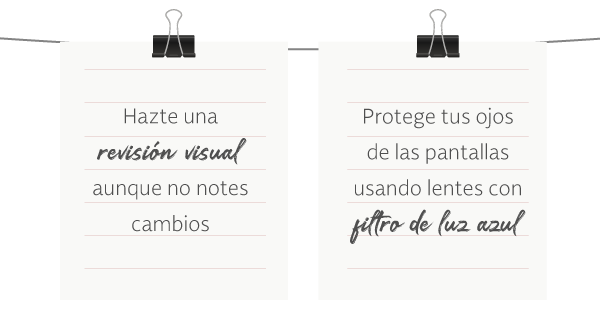 Hazte una
revisión visual
aunque no notes
cambios
Protege tus ojos
de las pantallas
usando lentes con
filtro de luz azul